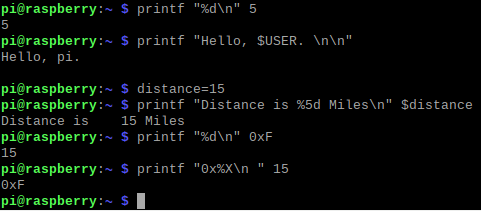 pi@raspberry:~ $ printf "%d\n" 5
5
pi@raspberry:~ $ printf "Hello, $USER. \n\n"
Hello, pi.

pi@raspberry:~ $ distance=15
pi@raspberry:~ $ printf "Distance is %5d Miles\n" $distance
Distance is    15 Miles
pi@raspberry:~ $ printf "%d\n" 0xF
15
pi@raspberry:~ $ printf "0x%X\n " 15
0xF
pi@raspberry:~ $